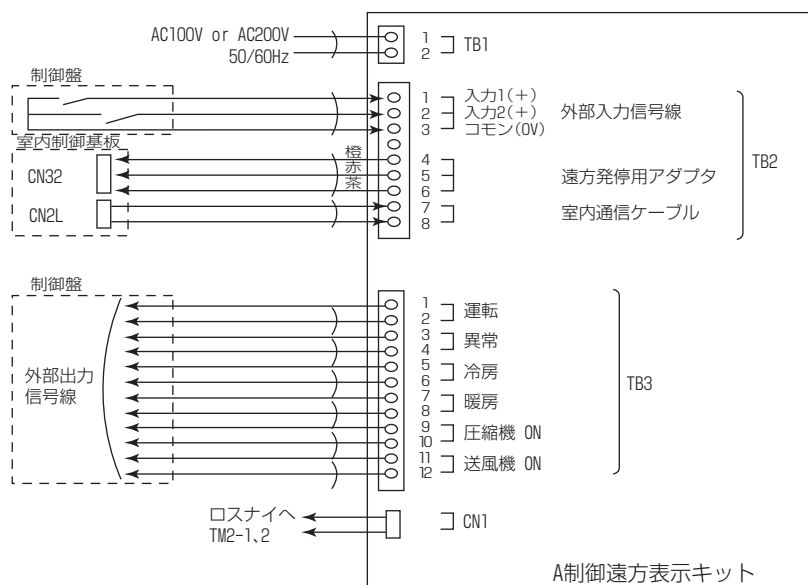 AC100V or AC200V
50/60Hz
1
2
TB1
制御盤
1
2
3
入力1(+)
入力2(+)
コモン(0V)
外部入力信号線
室内制御基板
CN32
CN2L
橙
赤
茶
4
5
6
7
8
遠方発停用アダプタ
室内通信ケーブル
TB2
制御盤
外部出力
信号線
1
2
3
4
5
6
7
8
9
10
11
12
運転
異常
冷房
暖房
圧縮機 ON
送風機 ON
TB3
ロスナイへ
TM2-1、2
CN1
A制御遠方表示キット